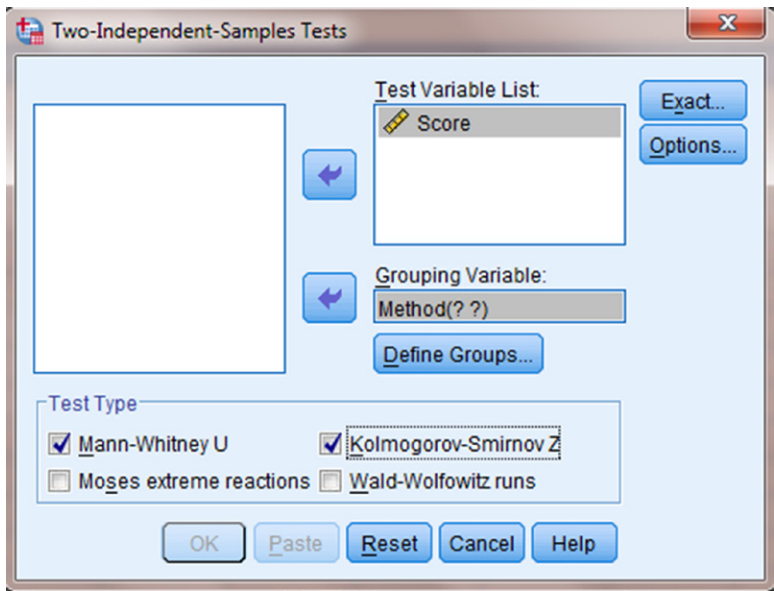 Two-Independent-Samples Tests
Test Variable List:
Score
Exact...
Options...
Grouping Variable:
Method(? ?)
Define Groups...
Test Type
Mann-Whitney U
Kolmogorov-Smirnov Z
Moses extreme reactions
Wald-Wolfowitz runs
OK
Paste
Reset
Cancel
Help